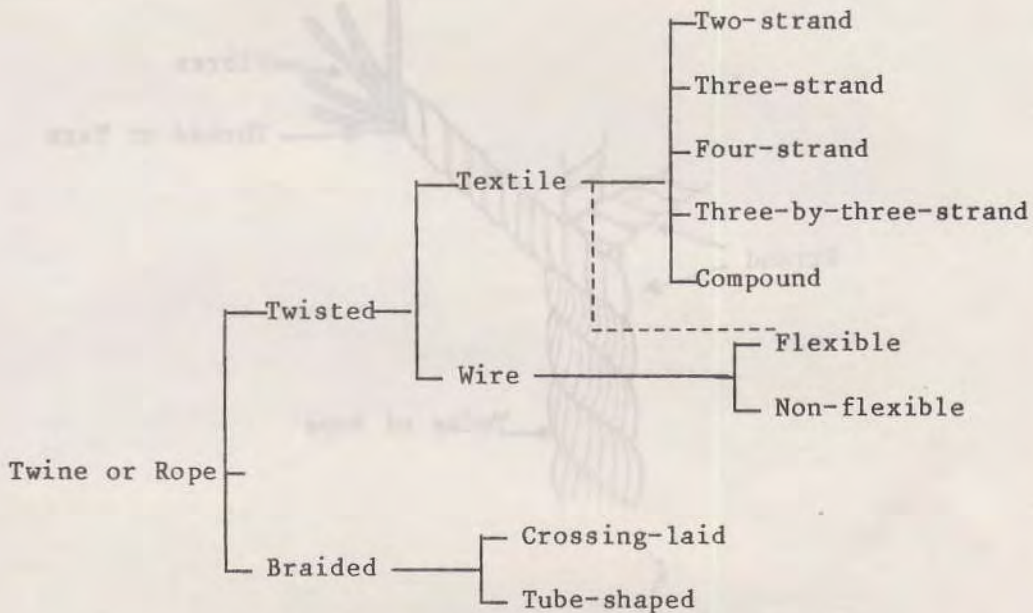 Two-strand
Three-strand
Four-strand
Textile
Three-by-three-strand
Compound
Twisted
Flexible
Wire
Non-flexible
Twine or Rope
Crossing-laid
Braided
Tube-shaped